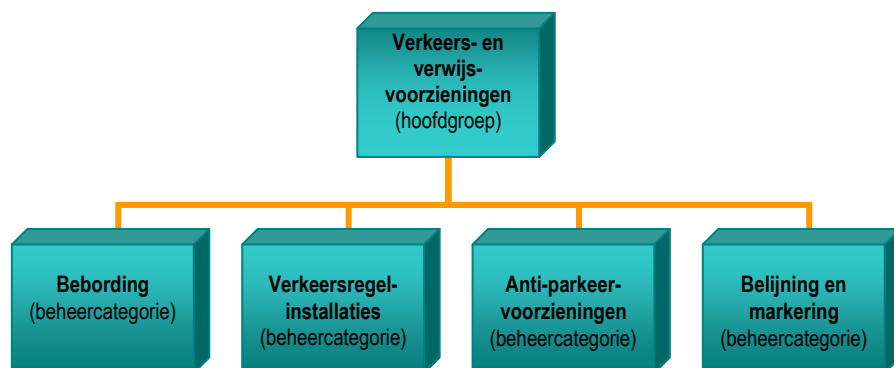 Verkeers- en
verwijs-
voorzieningen
(hoofdgroep)
Bebording
(beheercategorie)
Verkeersregel-
installaties
(beheercategorie)
Anti-parkeer-
voorzieningen
(beheercategorie)
Belijning en
markering
(beheercategorie)